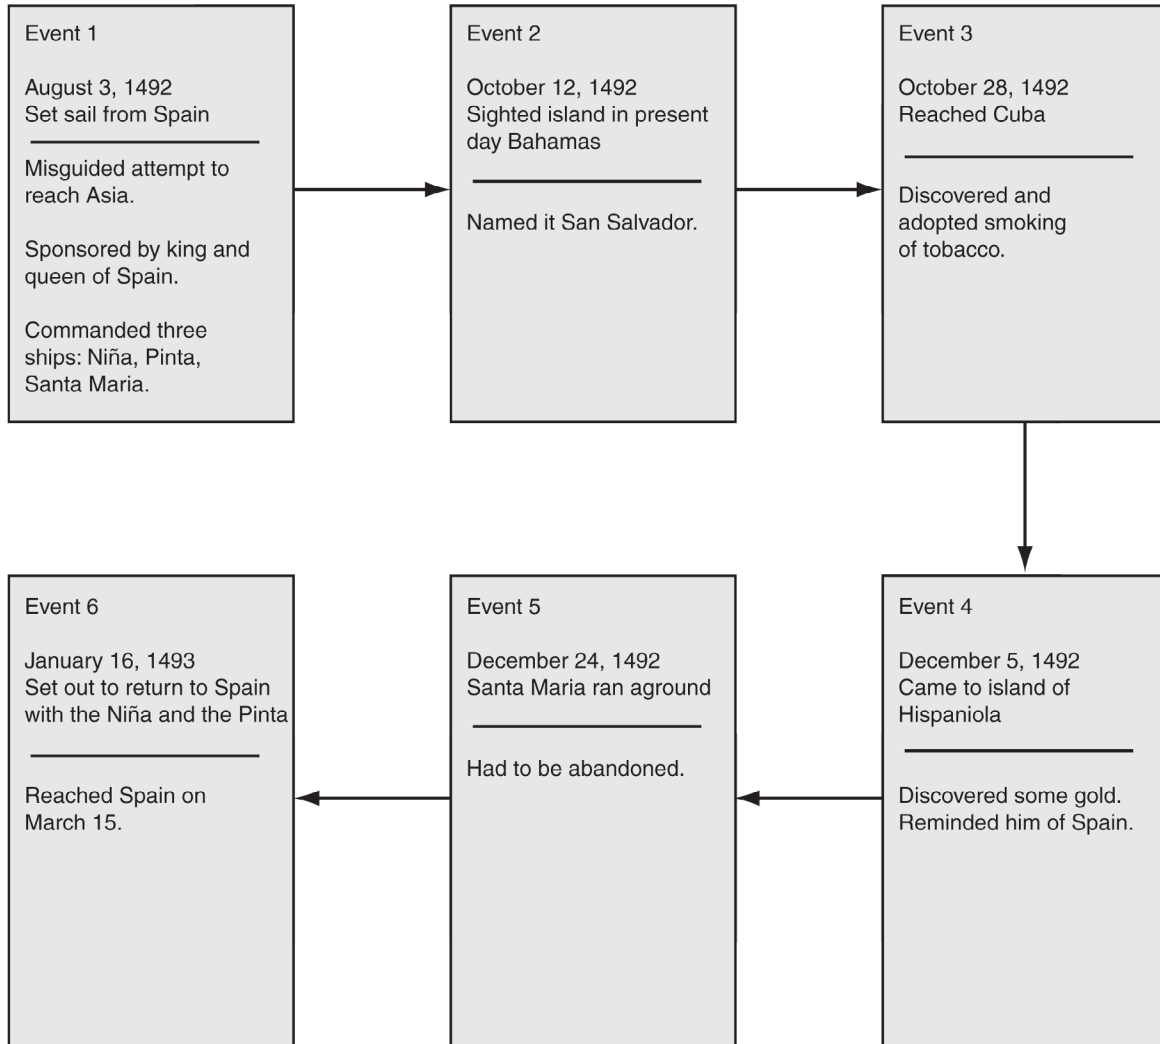 Event 1
August 3, 1492
Set sail from Spain
Misguided attempt to
reach Asia.
Sponsored by king and
queen of Spain.
Commanded three
ships: Niña, Pinta,
Santa Maria.
Event 2
October 12, 1492
Sighted island in present
day Bahamas
Named it San Salvador.
Event 3
October 28, 1492
Reached Cuba
Discovered and
adopted smoking
of tobacco.
Event 4
December 5, 1492
Came to island of
Hispaniola
Discovered some gold.
Reminded him of Spain.
Event 5
December 24, 1492
Santa Maria ran aground
Had to be abandoned.
Event 6
January 16, 1493
Set out to return to Spain
with the Niña and the Pinta
Reached Spain on
March 15.